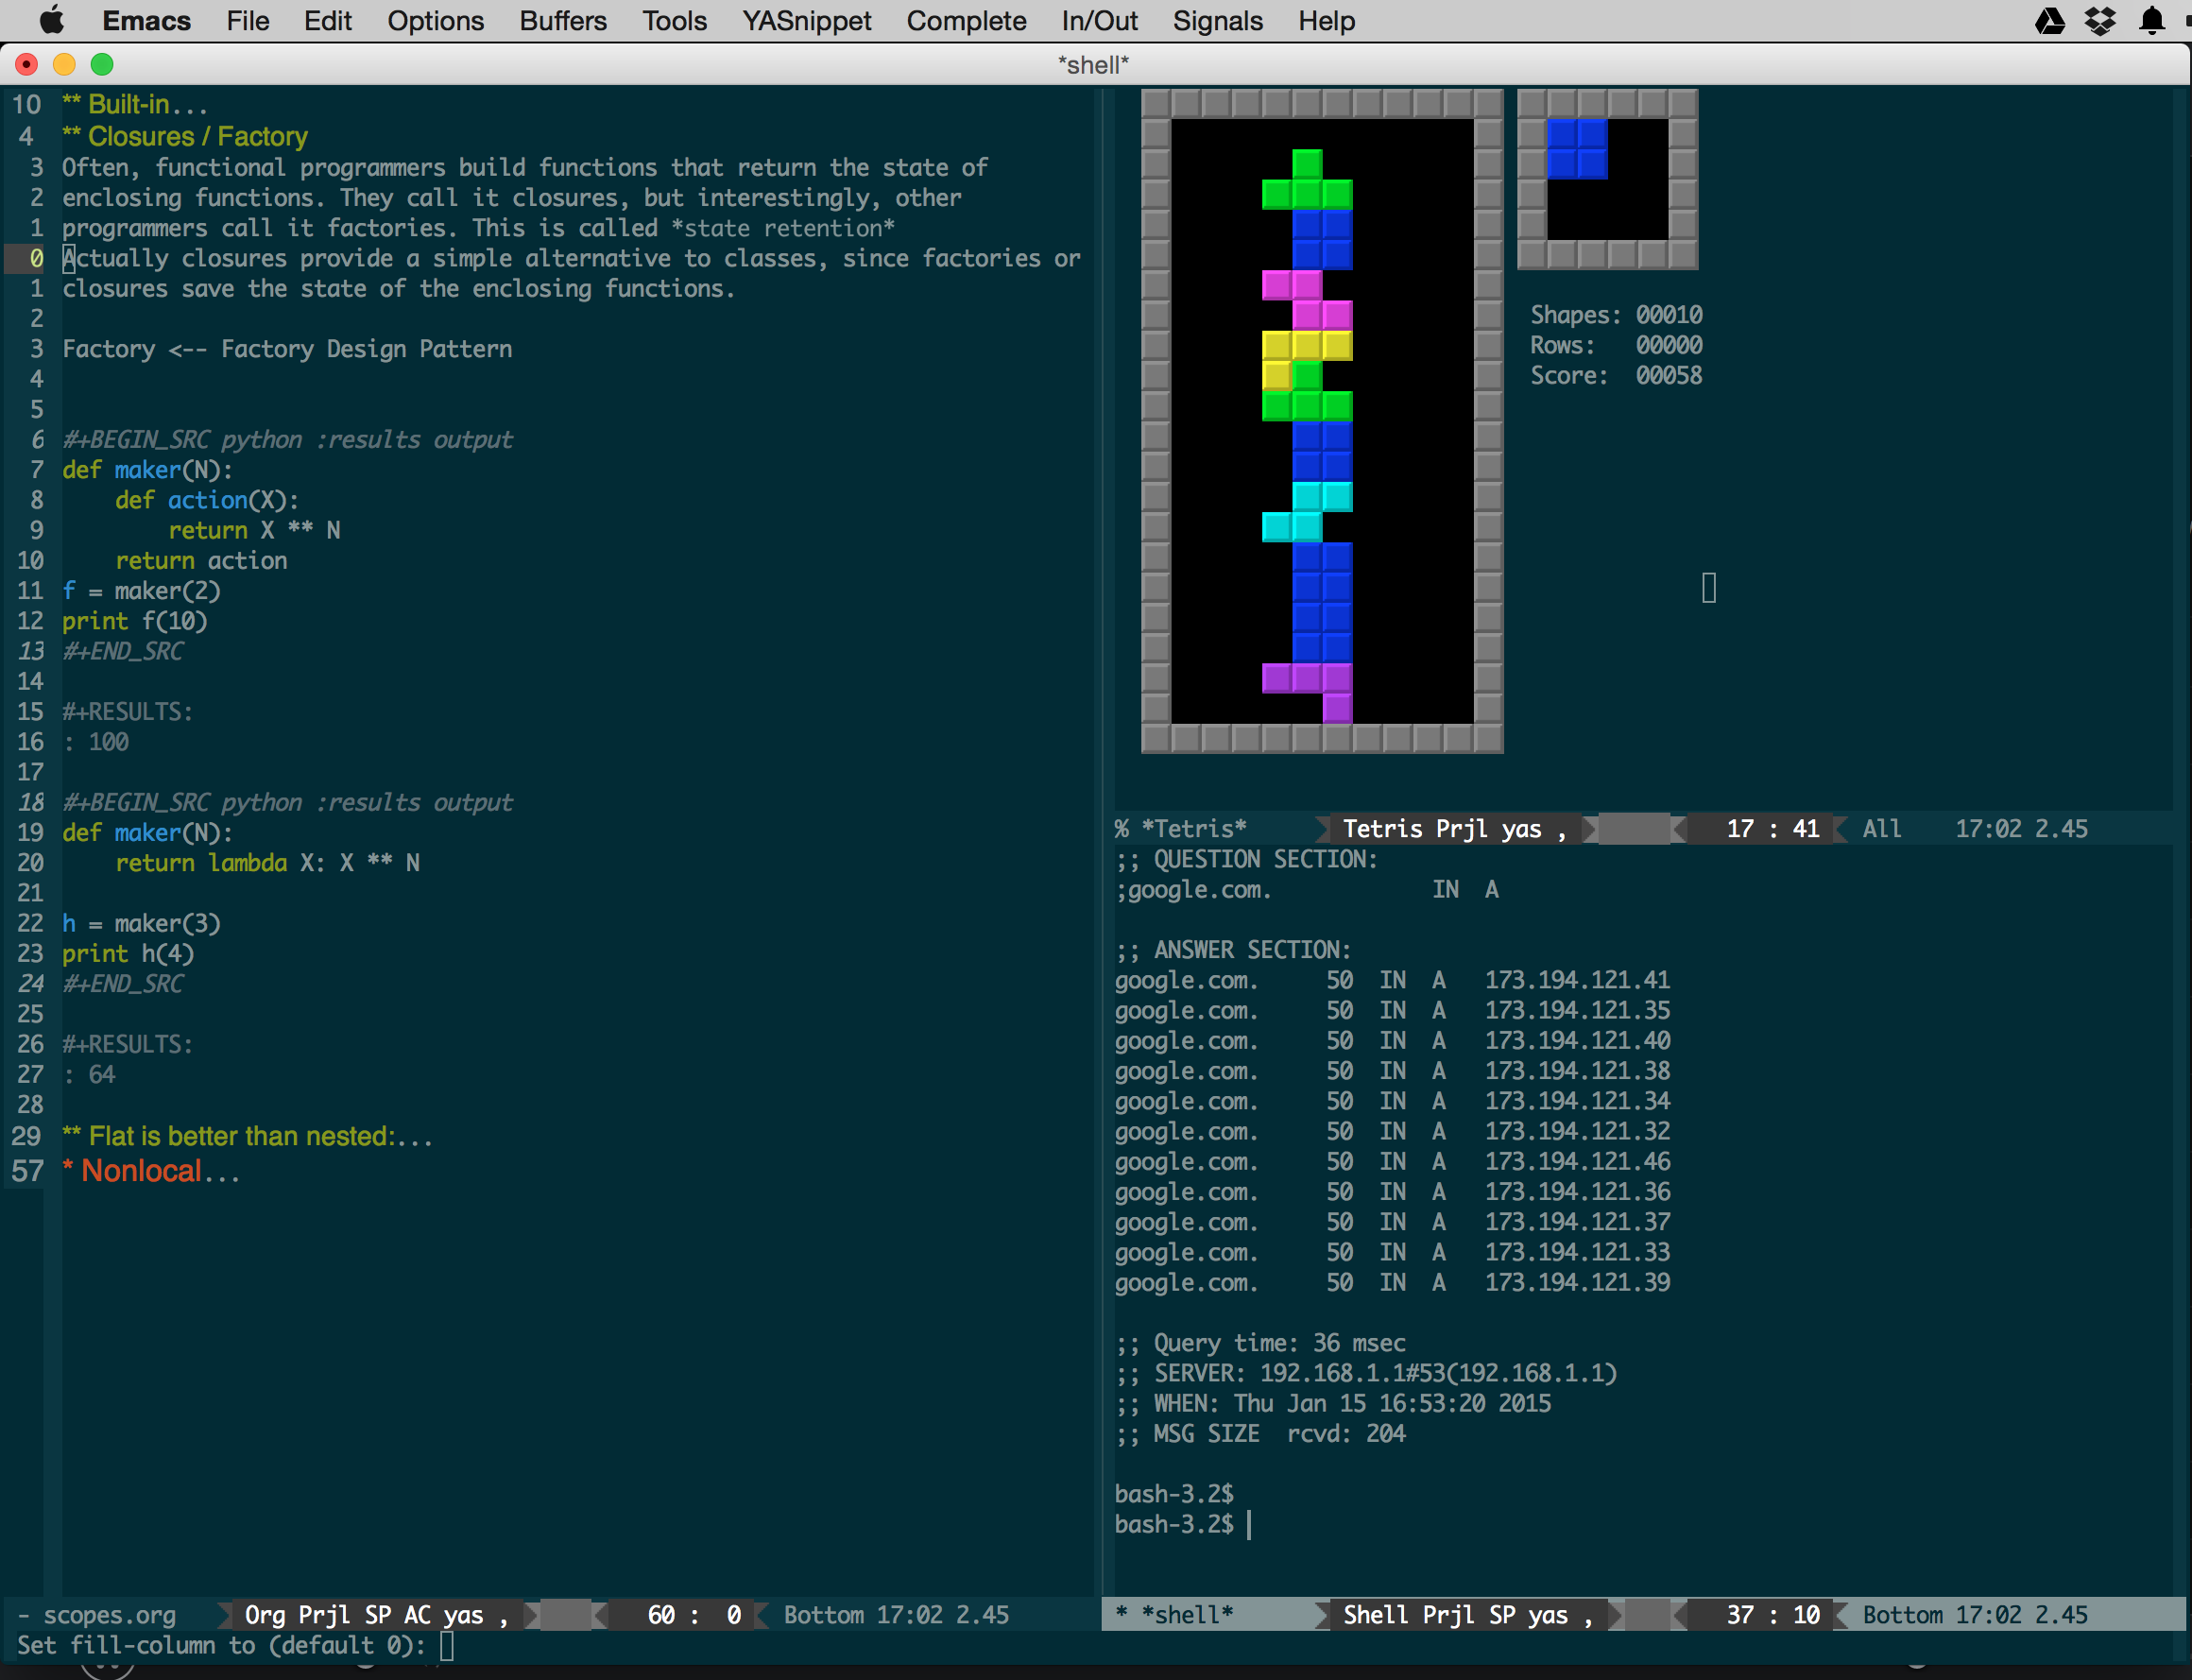 Emacs File Edit Options Buffers Tools YASnippet Complete In/Out Signals Help
*shell*
10 ** Built-in...
4 ** Closures / Factory
3 Often, functional programmers build functions that return the state of
2 enclosing functions. They call it closures, but interestingly, other
1 programmers call it factories. This is called *state retention*
0 Actually closures provide a simple alternative to classes, since factories or
1 closures save the state of the enclosing functions.
2
3 Factory <-- Factory Design Pattern
4
5
6 #+BEGIN_SRC python :results output
7 def maker(N):
8     def action(X):
9         return X ** N
10     return action
11 f = maker(2)
12 print f(10)
13 #+END_SRC
14
15 #+RESULTS:
16 : 100
17
18 #+BEGIN_SRC python :results output
19 def maker(N):
20     return lambda X: X ** N
21
22 h = maker(3)
23 print h(4)
24 #+END_SRC
25
26 #+RESULTS:
27 : 64
28
29 ** Flat is better than nested:...
57 * Nonlocal...
- scopes.org Org Prjl SP AC yas , 60 : 0 Bottom 17:02 2.45
Set fill-column to (default 0):
Shapes: 00010
Rows: 00000
Score: 00058
% *Tetris* Tetris Prjl yas , 17 : 41 All 17:02 2.45
;; QUESTION SECTION:
;google.com. IN A
;; ANSWER SECTION:
google.com. 50 IN A 173.194.121.41
google.com. 50 IN A 173.194.121.35
google.com. 50 IN A 173.194.121.40
google.com. 50 IN A 173.194.121.38
google.com. 50 IN A 173.194.121.34
google.com. 50 IN A 173.194.121.32
google.com. 50 IN A 173.194.121.46
google.com. 50 IN A 173.194.121.36
google.com. 50 IN A 173.194.121.37
google.com. 50 IN A 173.194.121.33
google.com. 50 IN A 173.194.121.39
;; Query time: 36 msec
;; SERVER: 192.168.1.1#53(192.168.1.1)
;; WHEN: Thu Jan 15 16:53:20 2015
;; MSG SIZE  rcvd: 204
bash-3.2$
bash-3.2$
* *shell* Shell Prjl SP yas , 37 : 10 Bottom 17:02 2.45